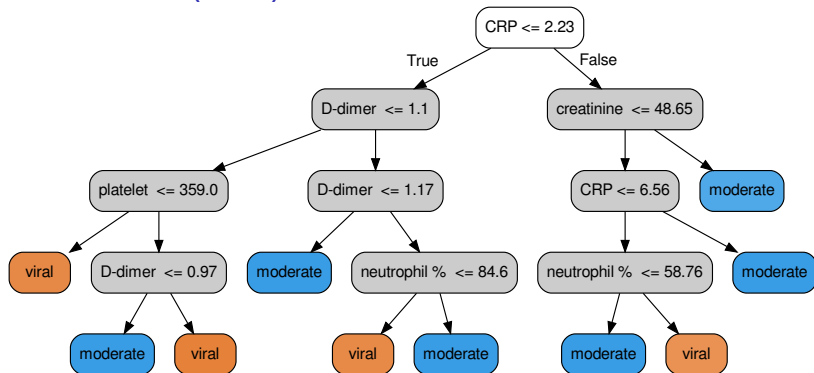 CRP <= 2.23
True
False
D-dimer <= 1.1
creatinine <= 48.65
platelet <= 359.0
D-dimer <= 1.17
CRP <= 6.56
moderate
viral
D-dimer <= 0.97
moderate
neutrophil % <= 84.6
neutrophil % <= 58.76
moderate
moderate
viral
viral
moderate
moderate
viral